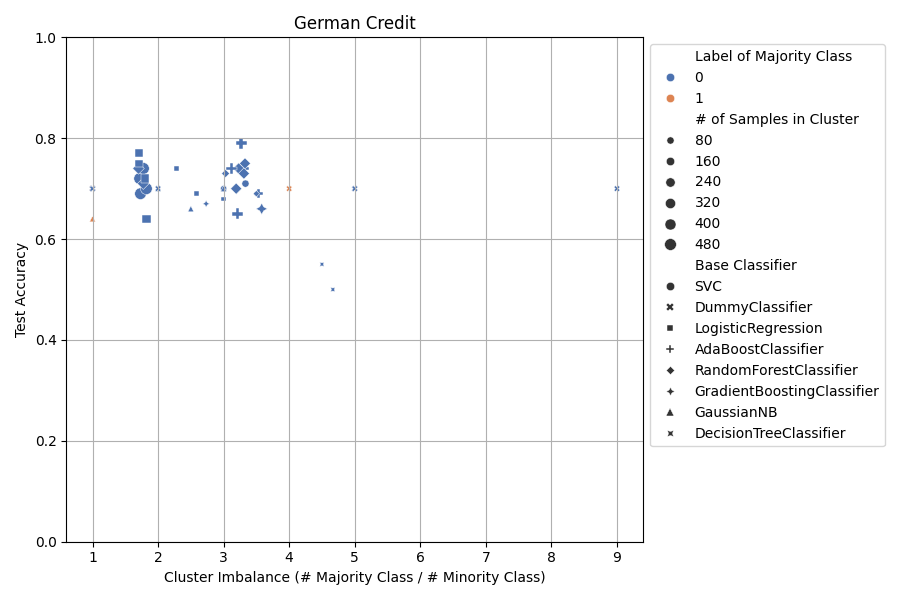 German Credit
1.0
0.8
0.6
0.4
0.2
0.0
Test Accuracy
1 2 3 4 5 6 7 8 9
Cluster Imbalance (# Majority Class / # Minority Class)
Label of Majority Class
0
1
# of Samples in Cluster
80
160
240
320
400
480
Base Classifier
SVC
DummyClassifier
LogisticRegression
AdaBoostClassifier
RandomForestClassifier
GradientBoostingClassifier
GaussianNB
DecisionTreeClassifier